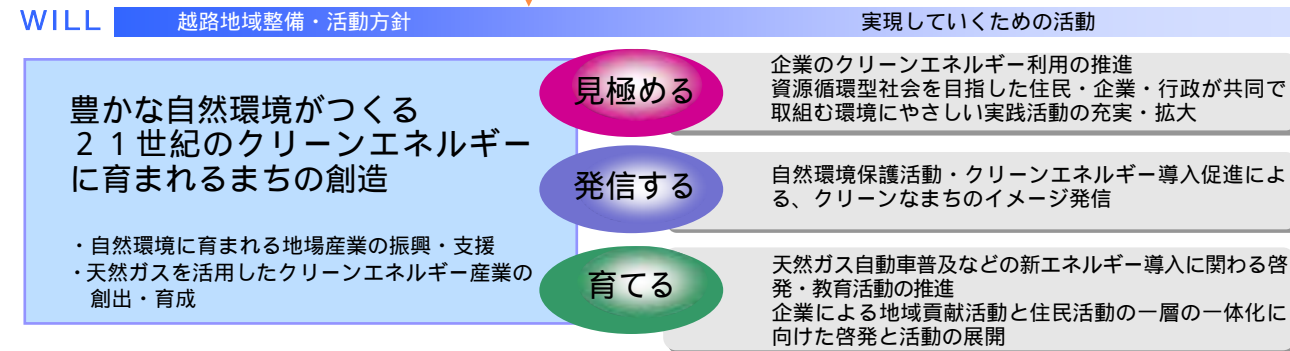 WILL 越路地域整備・活動方針 実現していくための活動
豊かな自然環境がつくる
２１世紀のクリーンエネルギー
に育まれるまちの創造
・自然環境に育まれる地場産業の振興・支援
・天然ガスを活用したクリーンエネルギー産業の
創出・育成
見極める
企業のクリーンエネルギー利用の推進
資源循環型社会を目指した住民・企業・行政が共同で
取組む環境にやさしい実践活動の充実・拡大
発信する
自然環境保護活動・クリーンエネルギー導入促進によ
る、クリーンなまちのイメージ発信
育てる
天然ガス自動車普及などの新エネルギー導入に関わる啓
発・教育活動の推進
企業による地域貢献活動と住民活動の一層の一体化に
向けた啓発と活動の展開